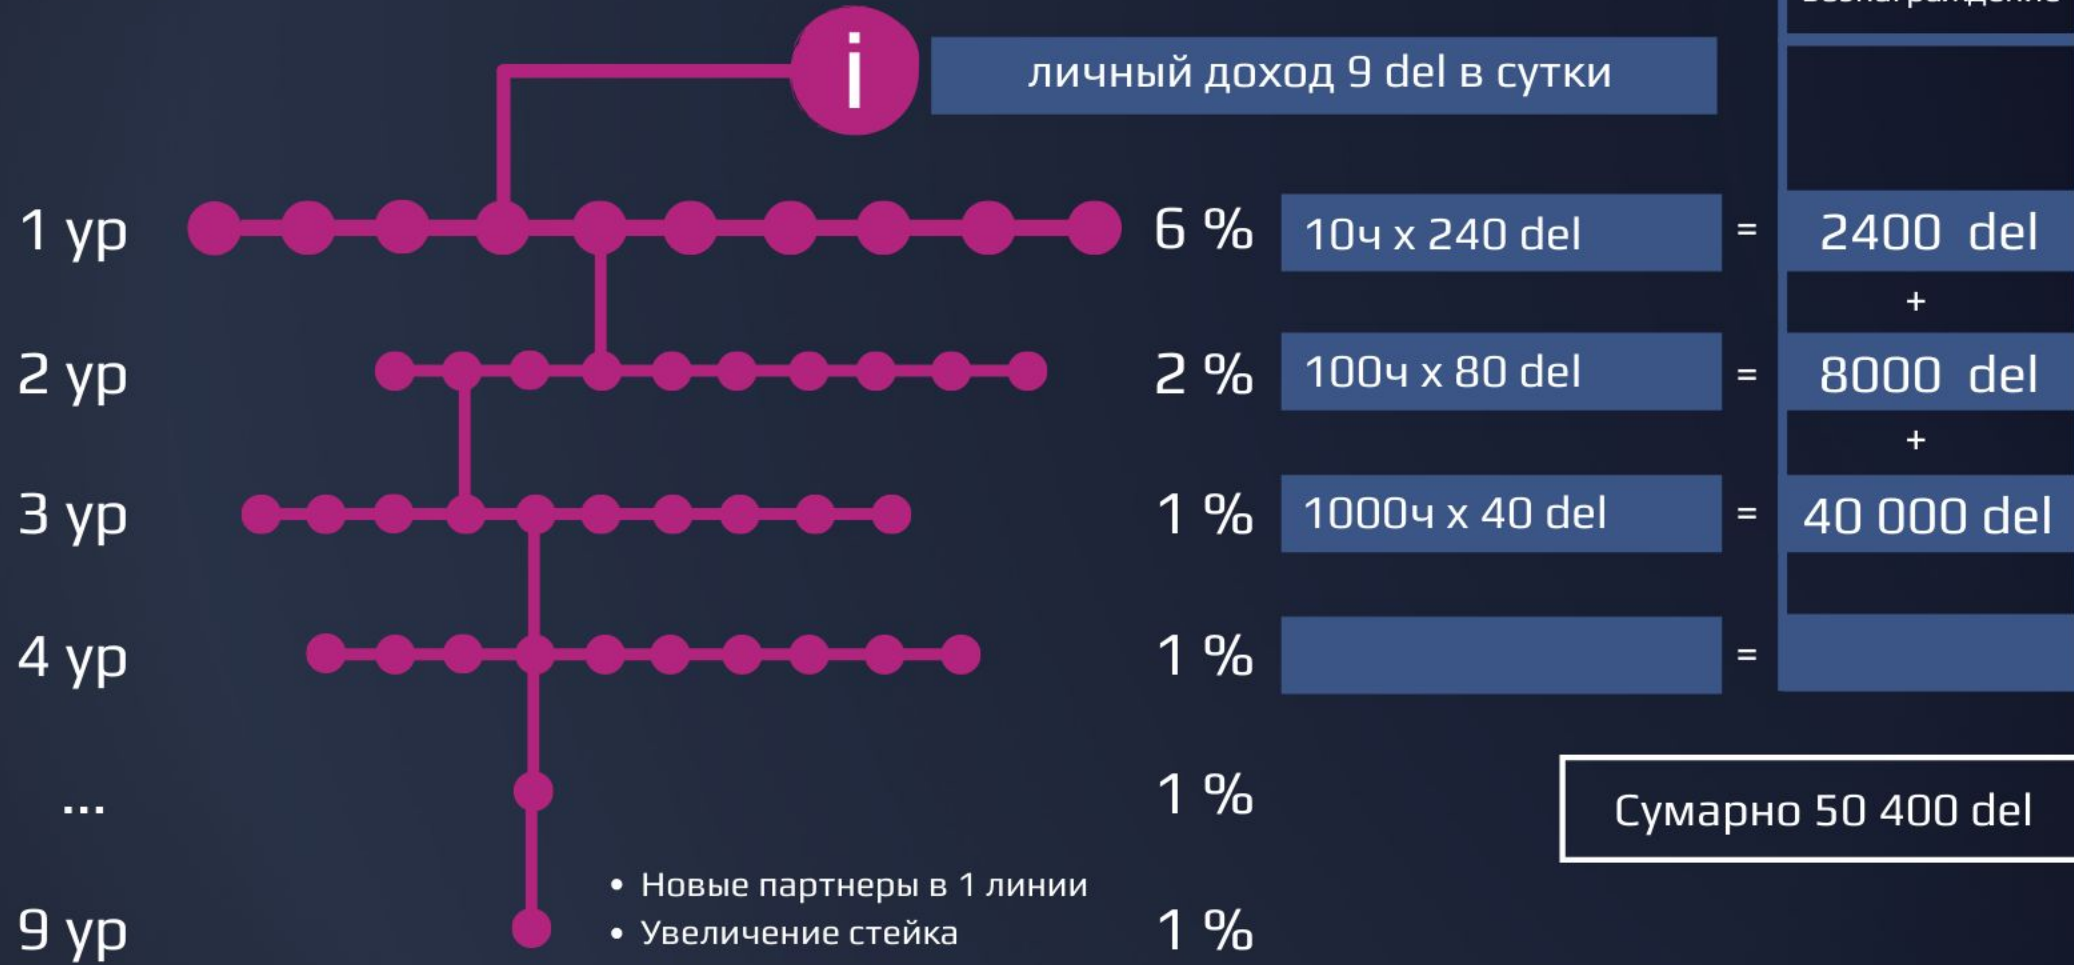 i
личный доход 9 del в сутки
1 ур
6 %
10ч x 240 del
=
2400 del
+
2 ур
2 %
100ч x 80 del
=
8000 del
+
3 ур
1 %
1000ч x 40 del
=
40 000 del
4 ур
1 %
=
...
1 %
Сумарно 50 400 del
• Новые партнеры в 1 линии
• Увеличение стейка
9 ур
1 %